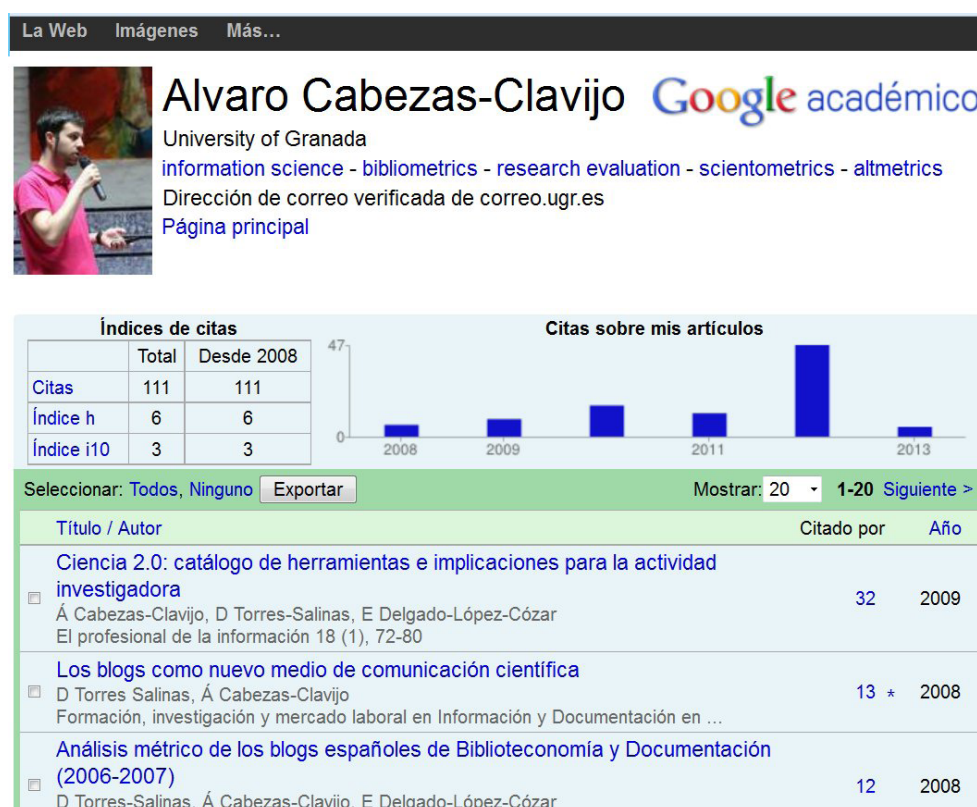 La Web Imágenes Más...
Alvaro Cabezas-Clavijo Google académico
University of Granada
information science - bibliometrics - research evaluation - scientometrics - altmetrics
Dirección de correo verificada de correo.ugr.es
Página principal
Índices de citas
Total Desde 2008
Citas 111 111
Índice h 6 6
Índice i10 3 3
Citas sobre mis artículos
47
0
2008 2009 2011 2013
Seleccionar: Todos, Ninguno Exportar Mostrar: 20 1-20 Siguiente >
Título / Autor Citado por Año
Ciencia 2.0: catálogo de herramientas e implicaciones para la actividad
investigadora
Á Cabezas-Clavijo, D Torres-Salinas, E Delgado-López-Cózar
El profesional de la información 18 (1), 72-80
32 2009
Los blogs como nuevo medio de comunicación científica
D Torres Salinas, Á Cabezas-Clavijo
Formación, investigación y mercado laboral en Información y Documentación en ...
13 * 2008
Análisis métrico de los blogs españoles de Biblioteconomía y Documentación
(2006-2007)
D Torres-Salinas, Á Cabezas-Clavijo, E Delgado-López-Cózar
12 2008